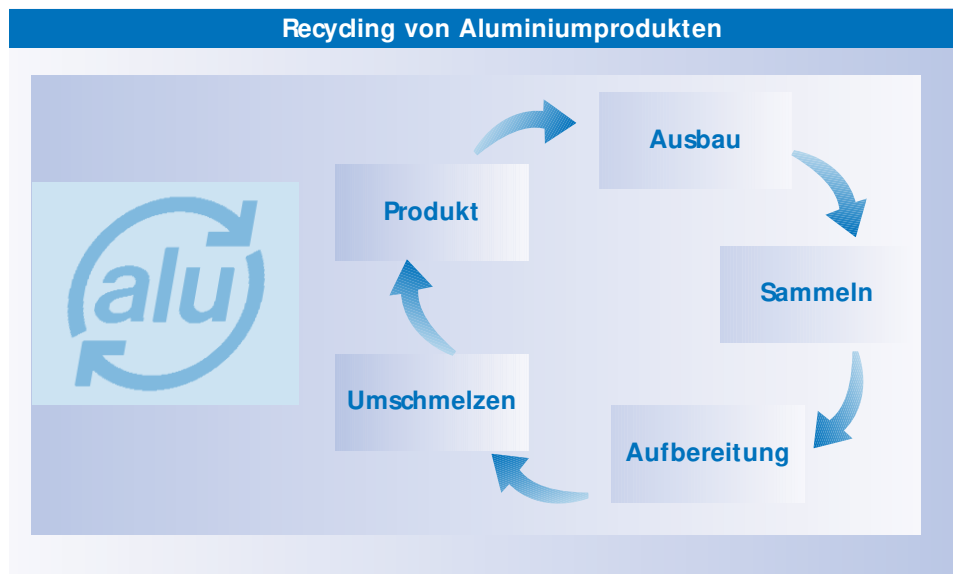 Recycling von Aluminiumprodukten
Ausbau
Produkt
alu
Sammeln
Umschmelzen
Aufbereitung